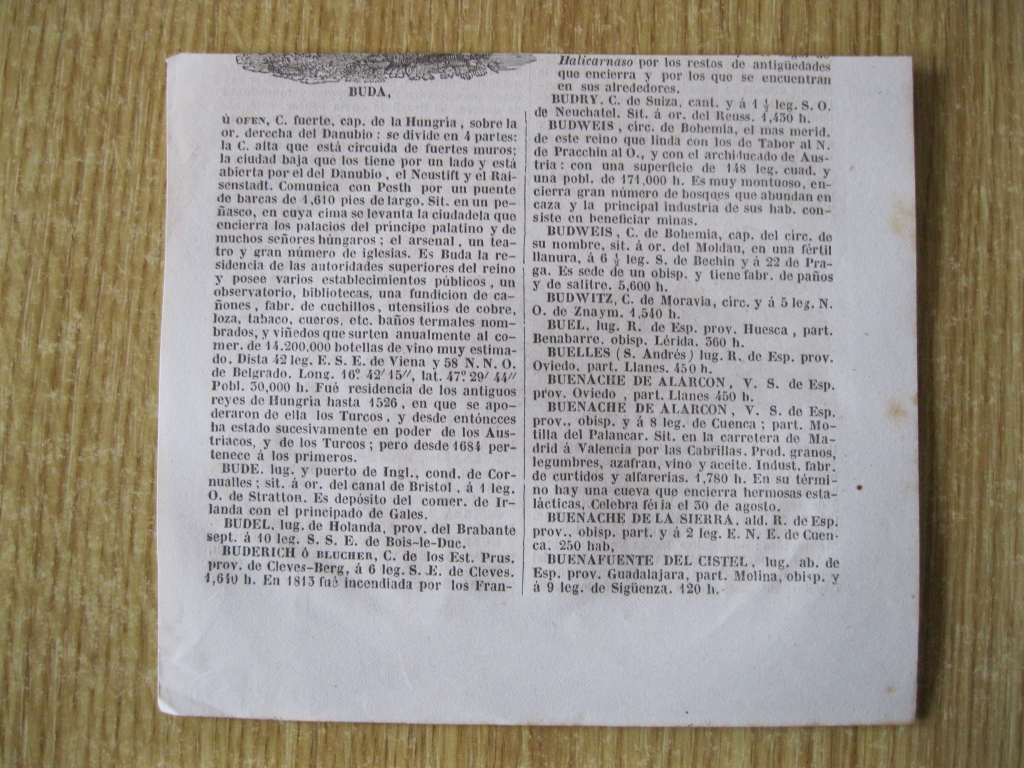 BUDA,
ú OFEN, C. fuerte, cap. de la Hungria, sobre la
or. derecha del Danubio: se divide en 4 partes:
la C. alta que está circuida de fuertes muros;
la ciudad baja que los tiene por un lado y está
abierta por el del Danubio, el Neustift y el Rai-
senstadt. Comunica con Pesth por un puente
de barcas de 1,610 pies de largo. Sit. en un pe-
ñasco, en cuya cima se levanta la ciudadela que
encierra los palacios del príncipe palatino y de
muchos señores húngaros; el arsenal, un tea-
tro y gran número de iglesias. Es Buda la re-
sidencia de las autoridades superiores del reino
y posee varios establecimientos públicos, un
observatorio, bibliotecas, una fundicion de ca-
ñones, fabr. de cuchillos, utensilios de cobre,
loza, tabaco, cueros, etc. baños termales nom-
brados, y viñedos que surten anualmente al co-
mer. de 14.200.000 botellas de vino muy estima-
do. Dista 42 leg. E. S. E. de Viena y 58 N. N. O.
de Belgrado. Long. 16.° 42′ 15″, lat. 47.° 29′ 44″
Pobl. 30,000 h. Fué residencia de los antiguos
reyes de Hungria hasta 1526, en que se apo-
deraron de ella los Turcos, y desde entóncces
ha estado sucesivamente en poder de los Aus-
triacos, y de los Turcos; pero desde 1684 per-
tenece á los primeros.
BUDE. lug. y puerto de Ingl., cond. de Cor-
nualles; sit. á or. del canal de Bristol, á 1 leg.
O. de Stratton. Es depósito del comer. de Ir-
landa con el principado de Gales.
BUDEL, lug. de Holanda, prov. del Brabante
sept. á 10 leg. S. S. E. de Bois-le-Duc.
BUDERICH ó BLUCHER, C. de los Est. Prus.
prov. de Cleves-Berg, á 6 leg. S. E. de Cleves.
1,610 h. En 1813 fué incendiada por los Fran-
Halicarnaso por los restos de antigüedades
que encierra y por los que se encuentran
en sus alrededores.
BUDRY, C. de Suiza, cant. y á 1 ½ leg. S. O.
de Neuchatel. Sit. á or. del Reuss. 1,450 h.
BUDWEIS, circ. de Bohemia, el mas merid.
de este reino que linda con los de Tabor al N.
de Pracchin al O., y con el archiducado de Aus-
tria: con una superficie de 148 leg. cuad. y
una pobl. de 171,000 h. Es muy montuoso, en-
cierra gran número de bosques que abundan en
caza y la principal industria de sus hab. con-
siste en beneficiar minas.
BUDWEIS, C. de Bohemia, cap. del circ. de
su nombre, sit. á or. del Moldau, en una fértil
llanura, á 6 ½ leg. S. de Bechin y á 22 de Pra-
ga. Es sede de un obisp. y tiene fabr. de paños
y de salitre. 5,600 h.
BUDWITZ, C. de Moravia, circ. y á 5 leg. N.
O. de Znaym. 1,540 h.
BUEL, lug. R. de Esp. prov. Huesca, part.
Benabarre. obisp. Lérida. 360 h.
BUELLES (S. Andrés) lug. R. de Esp. prov.
Oviedo, part. Llanes. 450 h.
BUENACHE DE ALARCON, V. S. de Esp.
prov. Oviedo, part. Llanes 450 h.
BUENACHE DE ALARCON, V. S. de Esp.
prov., obisp. y á 8 leg. de Cuenca; part. Mo-
tilla del Palancar. Sit. en la carretera de Ma-
drid á Valencia por las Cabrillas. Prod. granos,
legumbres, azafran, vino y aceite. Indust. fabr.
de curtidos y alfarerias. 1,780 h. En su térmi-
no hay una cueva que encierra hermosas esta-
lácticas, Celebra féria el 30 de agosto.
BUENACHE DE LA SIERRA, ald. R. de Esp.
prov., obisp. part. y á 2 leg. E. N. E. de Cuen-
ca. 250 hab,
BUENAFUENTE DEL CISTEL, lug. ab. de
Esp. prov. Guadalajara, part. Molina, obisp. y
á 9 leg. de Sigüenza. 120 h.